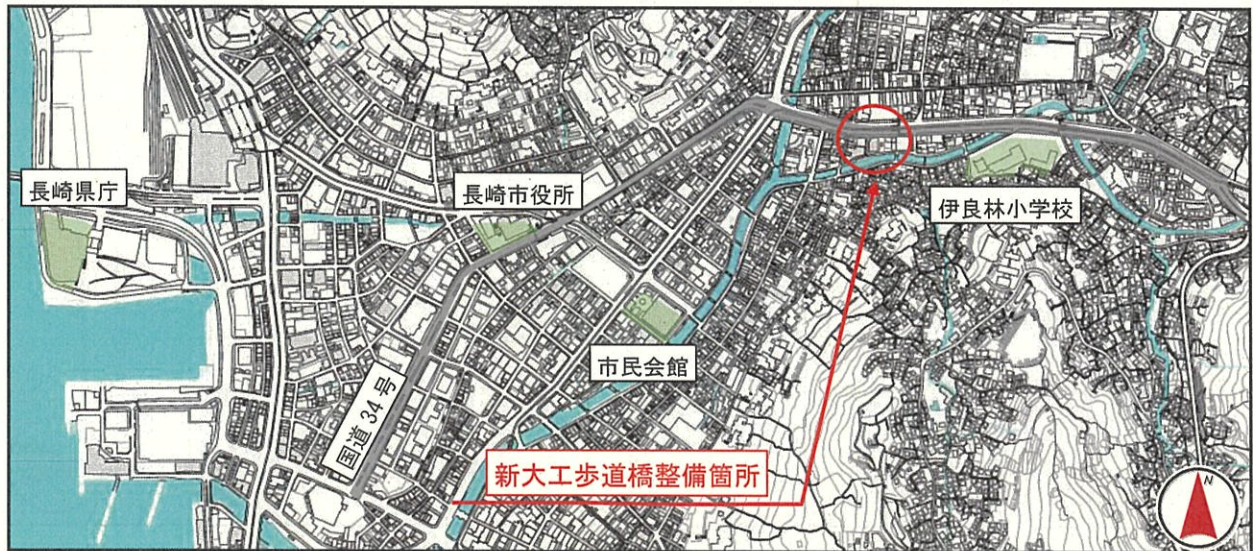 長崎県庁
長崎市役所
伊良林小学校
市民会館
国道34号
新大工歩道橋整備箇所
N